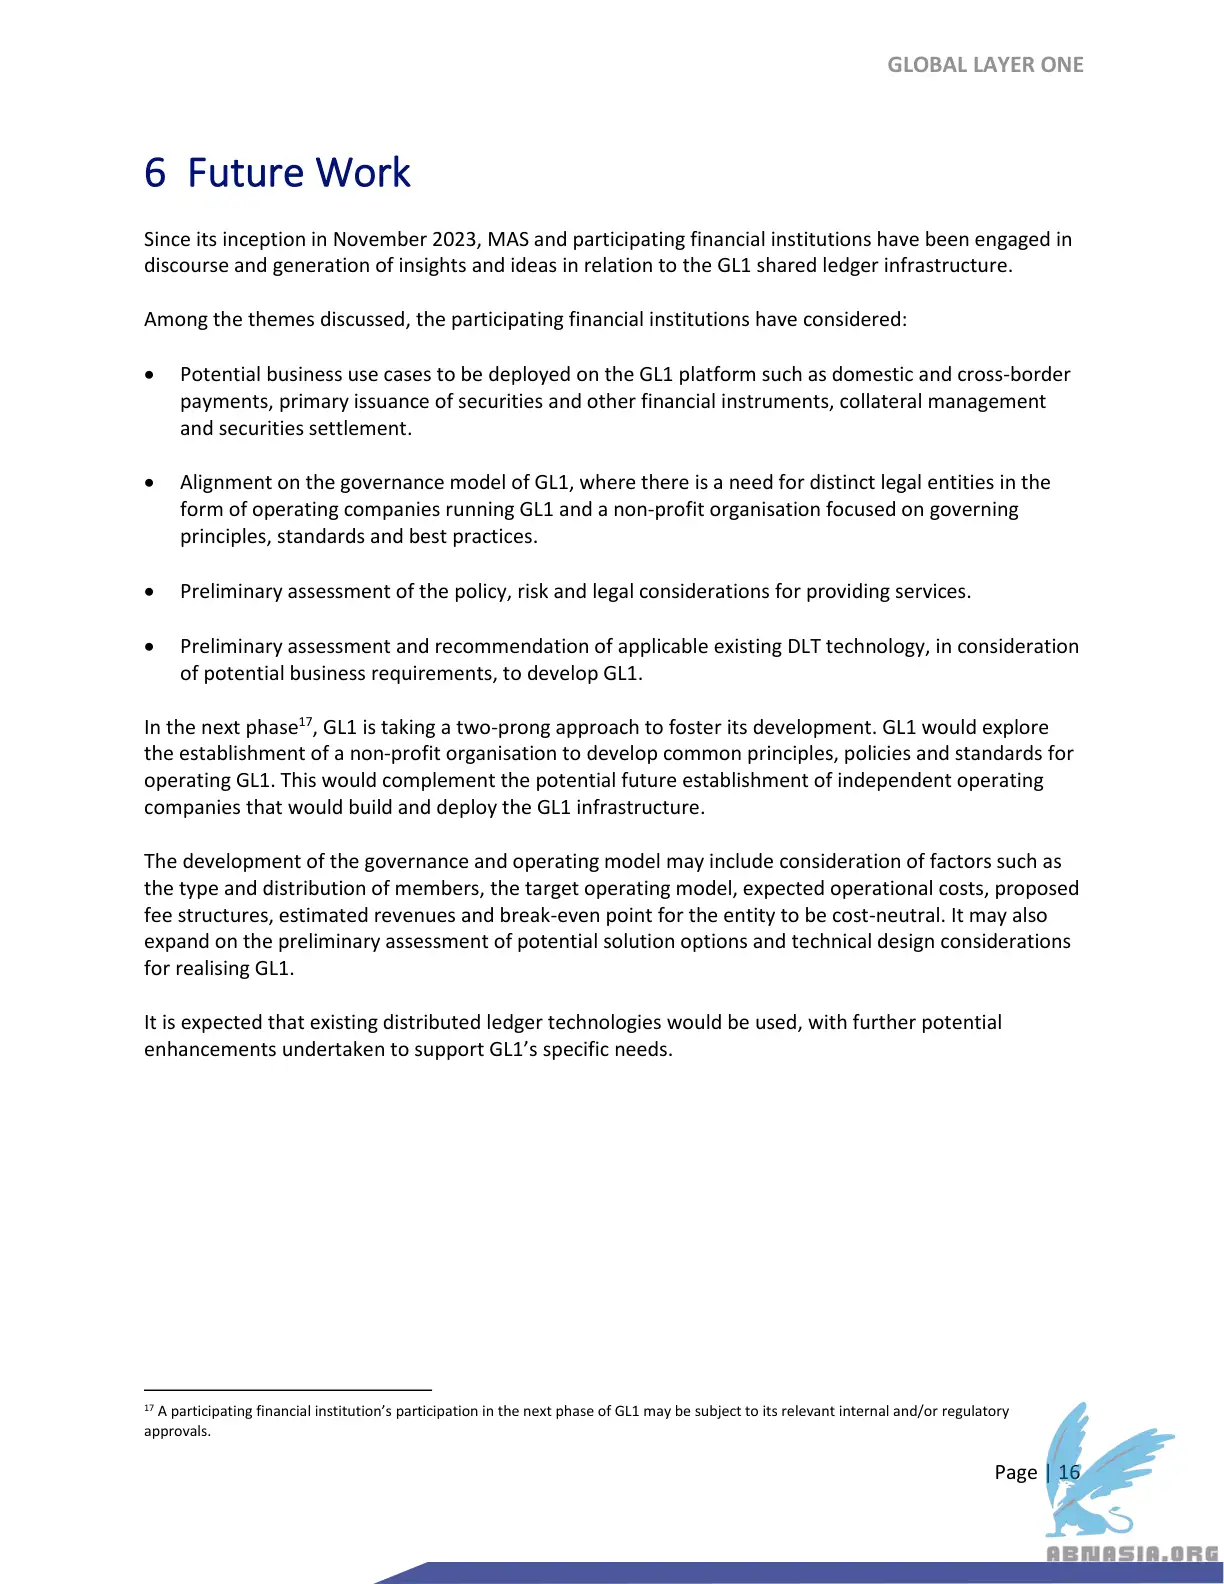 GLOBAL LAYER ONE
6 Future Work
Since its inception in November 2023, MAS and participating financial institutions have been engaged in
discourse and generation of insights and ideas in relation to the GL1 shared ledger infrastructure.
Among the themes discussed, the participating financial institutions have considered:
• Potential business use cases to be deployed on the GL1 platform such as domestic and cross-border
payments, primary issuance of securities and other financial instruments, collateral management
and securities settlement.
• Alignment on the governance model of GL1, where there is a need for distinct legal entities in the
form of operating companies running GL1 and a non-profit organisation focused on governing
principles, standards and best practices.
• Preliminary assessment of the policy, risk and legal considerations for providing services.
• Preliminary assessment and recommendation of applicable existing DLT technology, in consideration
of potential business requirements, to develop GL1.
In the next phase17, GL1 is taking a two-prong approach to foster its development. GL1 would explore
the establishment of a non-profit organisation to develop common principles, policies and standards for
operating GL1. This would complement the potential future establishment of independent operating
companies that would build and deploy the GL1 infrastructure.
The development of the governance and operating model may include consideration of factors such as
the type and distribution of members, the target operating model, expected operational costs, proposed
fee structures, estimated revenues and break-even point for the entity to be cost-neutral. It may also
expand on the preliminary assessment of potential solution options and technical design considerations
for realising GL1.
It is expected that existing distributed ledger technologies would be used, with further potential
enhancements undertaken to support GL1’s specific needs.
17 A participating financial institution’s participation in the next phase of GL1 may be subject to its relevant internal and/or regulatory
approvals.
Page | 16
ABNASIA.ORG